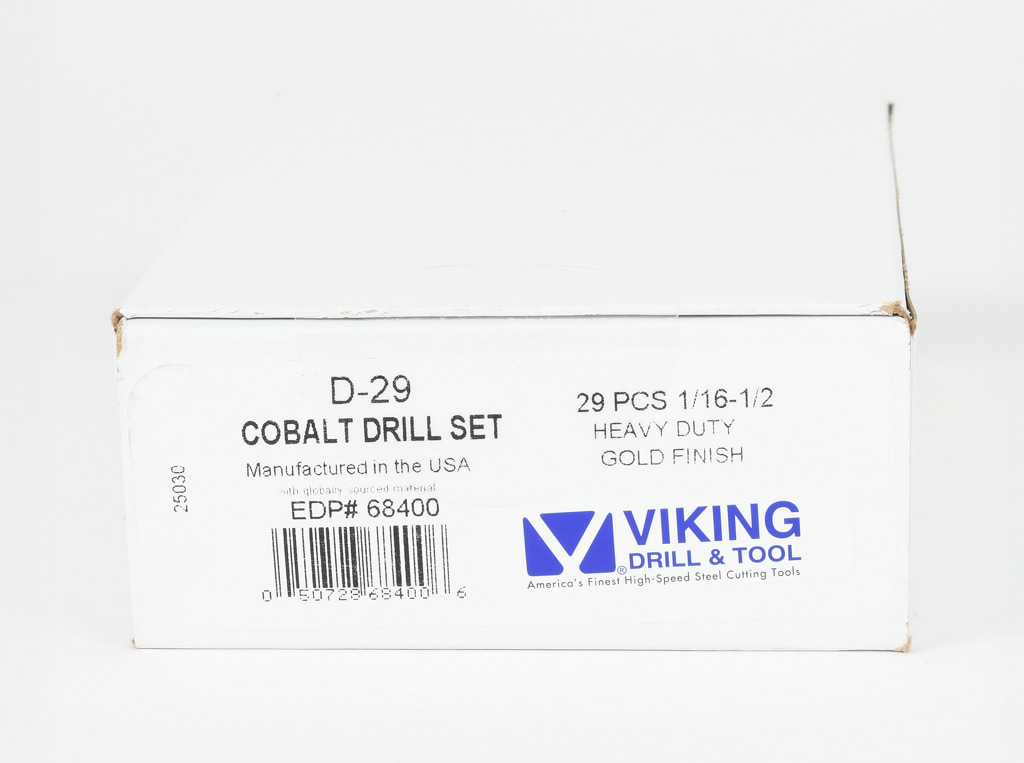 D-29
COBALT DRILL SET
Manufactured in the USA
with globally sourced material
EDP# 68400
0 50728 68400 6
25030
29 PCS 1/16-1/2
HEAVY DUTY
GOLD FINISH
VIKING
DRILL & TOOL
®
America's Finest High-Speed Steel Cutting Tools